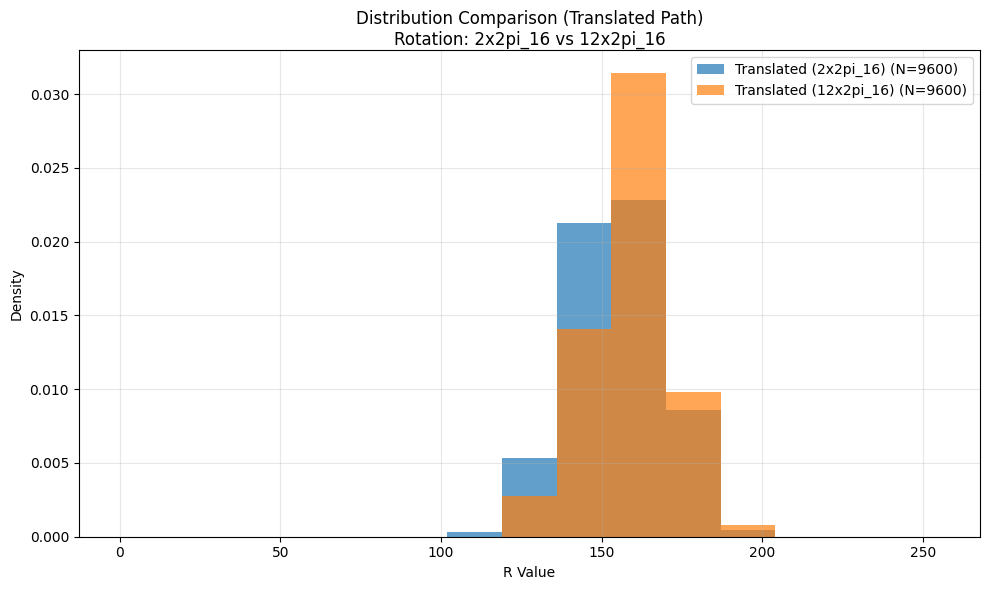 Distribution Comparison (Translated Path)
Rotation: 2x2pi_16 vs 12x2pi_16
Translated (2x2pi_16) (N=9600)
Translated (12x2pi_16) (N=9600)
0.030
0.025
0.020
0.015
0.010
0.005
0.000
Density
0 50 100 150 200 250
R Value